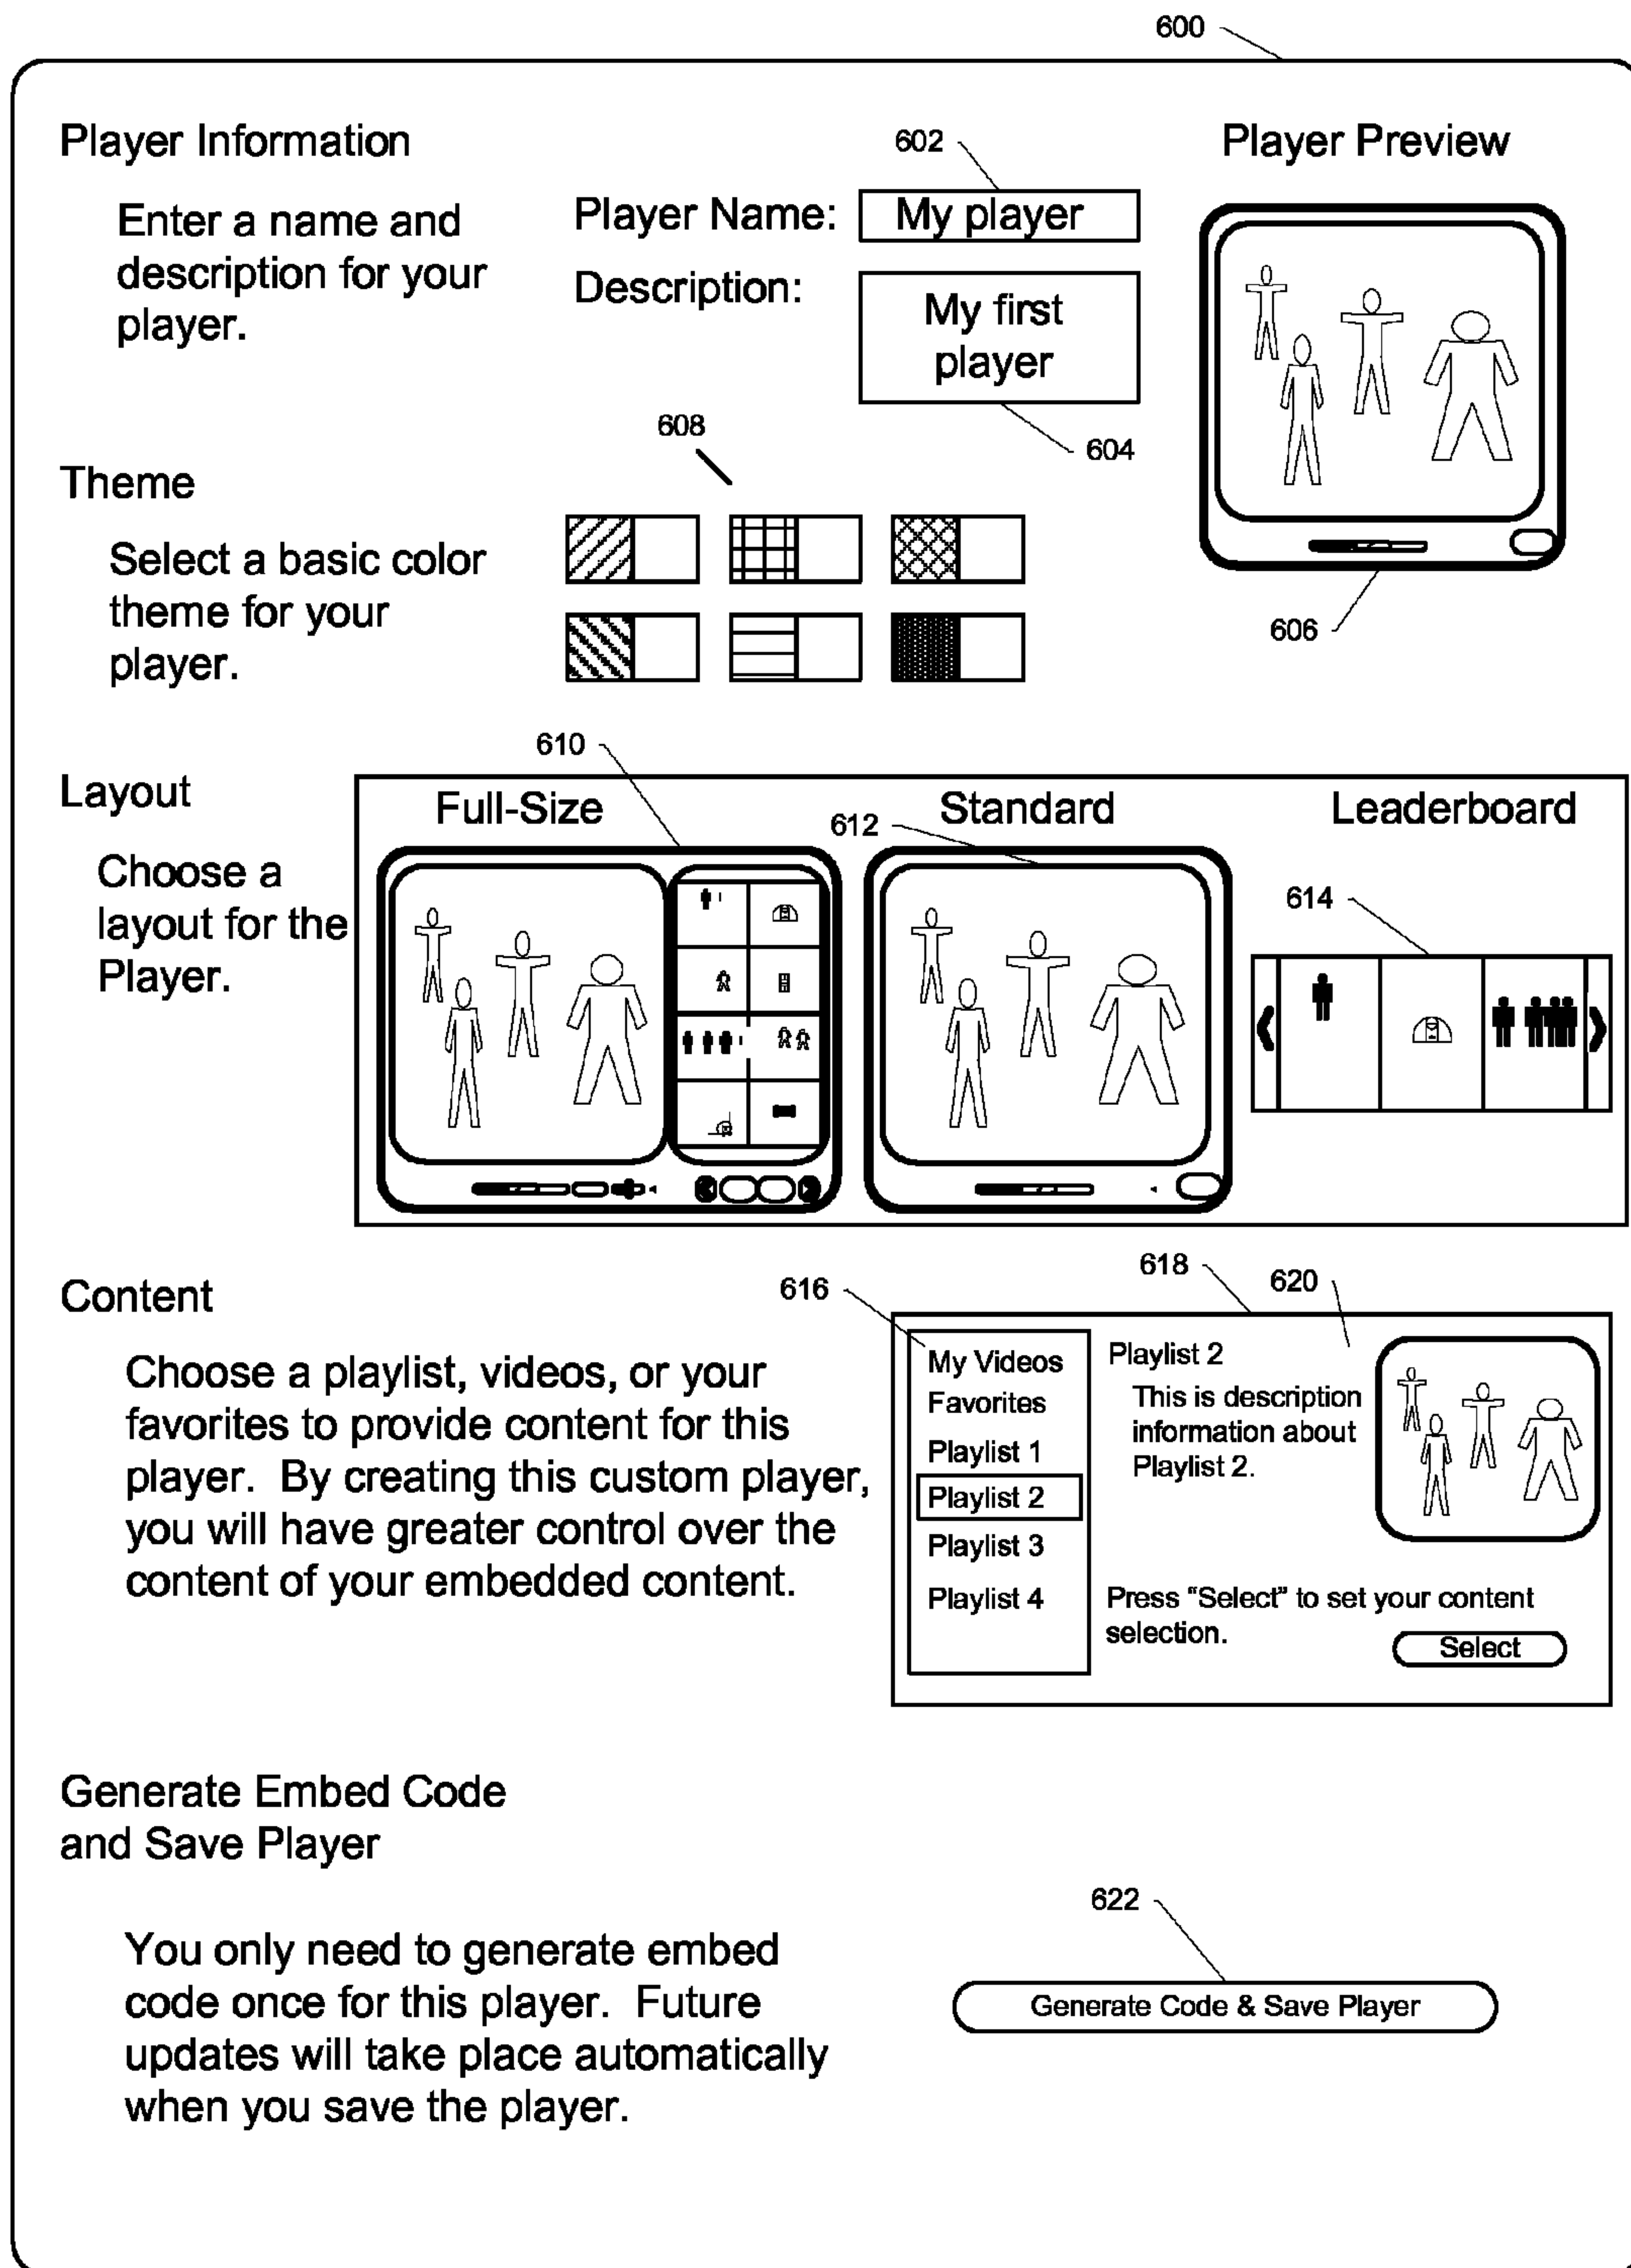 600
Player Information
Enter a name and
description for your
player.
602
Player Name:
My player
Description:
My first
player
604
Player Preview
606
608
Theme
Select a basic color
theme for your
player.
Layout
Choose a
layout for the
Player.
610
Full-Size
612
Standard
Leaderboard
614
Content
Choose a playlist, videos, or your
favorites to provide content for this
player. By creating this custom player,
you will have greater control over the
content of your embedded content.
616
618
620
My Videos
Favorites
Playlist 1
Playlist 2
Playlist 3
Playlist 4
Playlist 2
This is description
information about
Playlist 2.
Press "Select" to set your content
selection.
Select
Generate Embed Code
and Save Player
You only need to generate embed
code once for this player. Future
updates will take place automatically
when you save the player.
622
Generate Code & Save Player